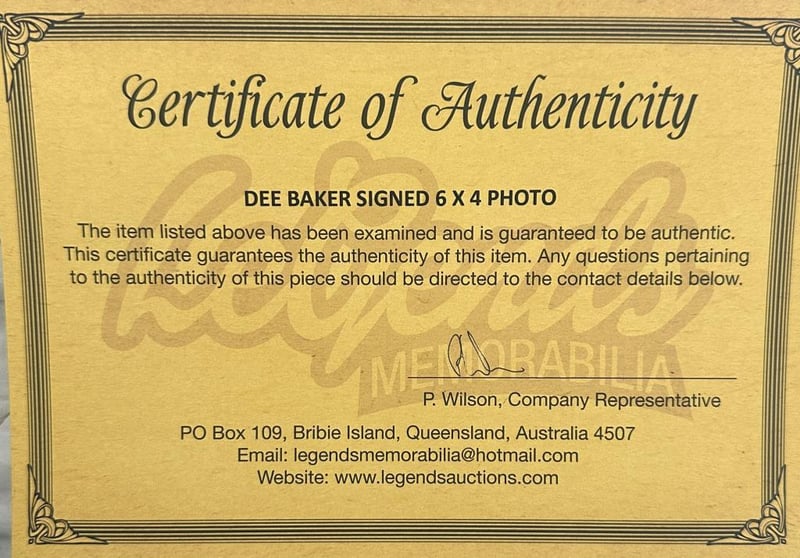 Certificate of Authenticity
DEE BAKER SIGNED 6 X 4 PHOTO
The item listed above has been examined and is guaranteed to be authentic.
This certificate guarantees the authenticity of this item. Any questions pertaining
to the authenticity of this piece should be directed to the contact details below.
Legends
MEMORABILIA
P. Wilson, Company Representative
PO Box 109, Bribie Island, Queensland, Australia 4507
Email: legendsmemorabilia@hotmail.com
Website: www.legendsauctions.com